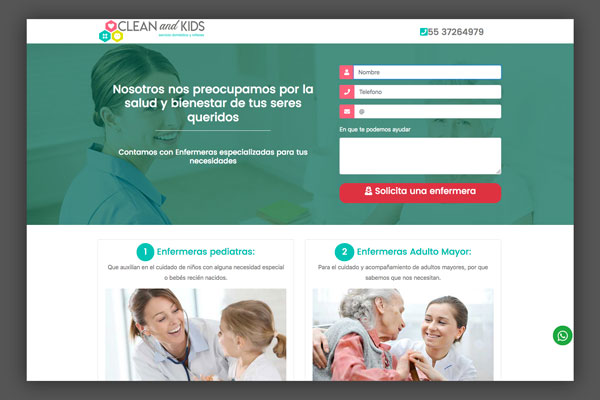 CLEAN and KIDS
55 37264979
Nosotros nos preocupamos por la
salud y bienestar de tus seres
queridos
Contamos con Enfermeras especializadas para tus
necesidades
Nombre
Telefono
@
En que te podemos ayudar
Solicita una enfermera
1 Enfermeras pediatras:
Que auxilian en el cuidado de niños con alguna necesidad especial
o bebés recién nacidos.
2 Enfermeras Adulto Mayor:
Para el cuidado y acompañamiento de adultos mayores, por que
sabemos que nos necesitan.